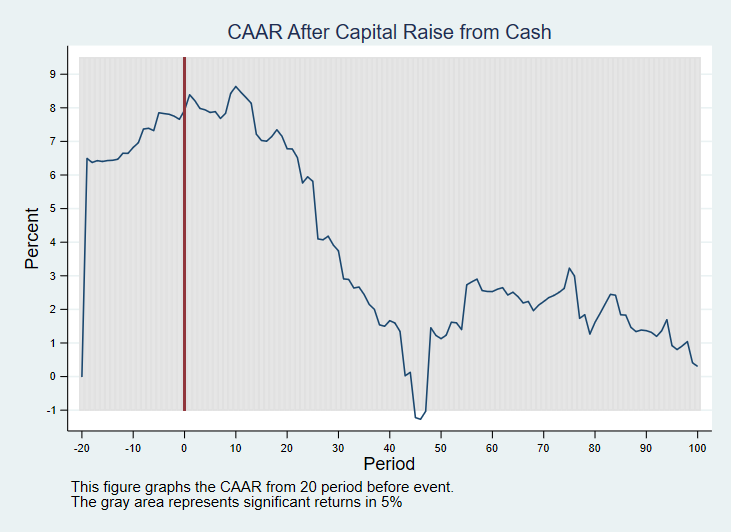 CAAR After Capital Raise from Cash
Percent
9
8
7
6
5
4
3
2
1
0
-1
-20 -10 0 10 20 30 40 50 60 70 80 90 100
Period
This figure graphs the CAAR from 20 period before event.
The gray area represents significant returns in 5%